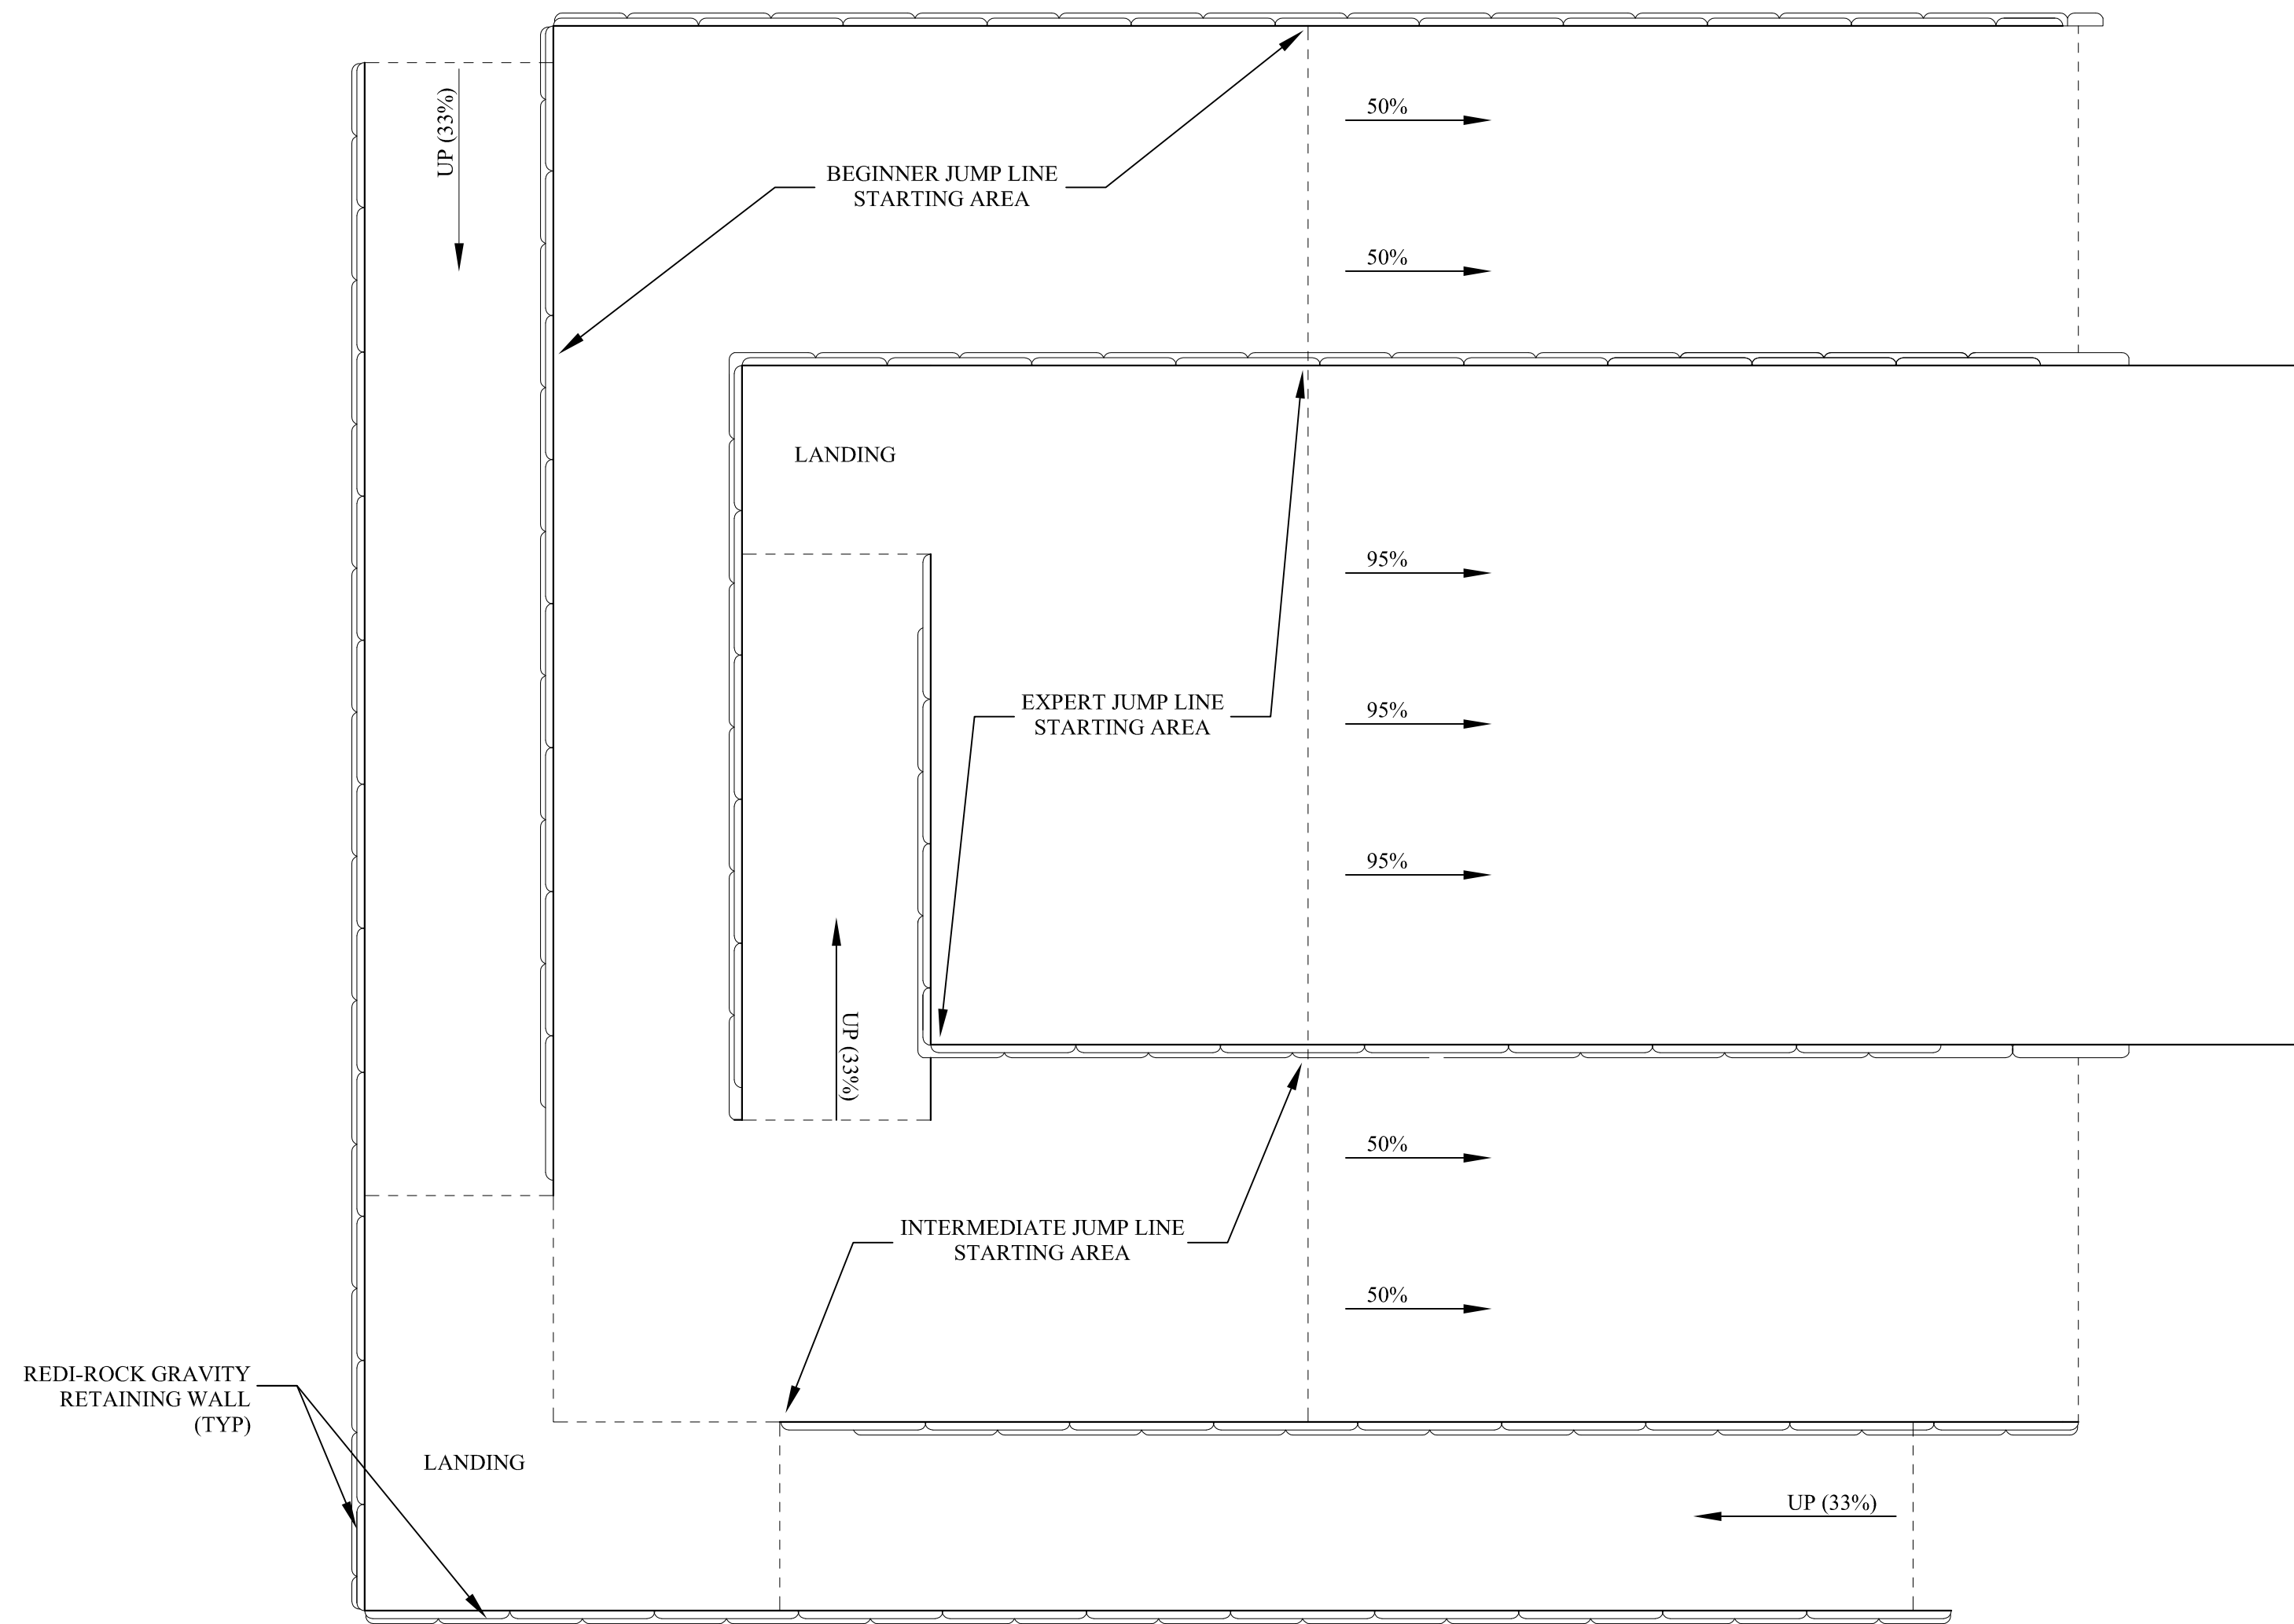 UP (33%)
50%
BEGINNER JUMP LINE
STARTING AREA
50%
LANDING
95%
EXPERT JUMP LINE
STARTING AREA
95%
95%
UP (33%)
50%
INTERMEDIATE JUMP LINE
STARTING AREA
50%
REDI-ROCK GRAVITY
RETAINING WALL
(TYP)
LANDING
UP (33%)